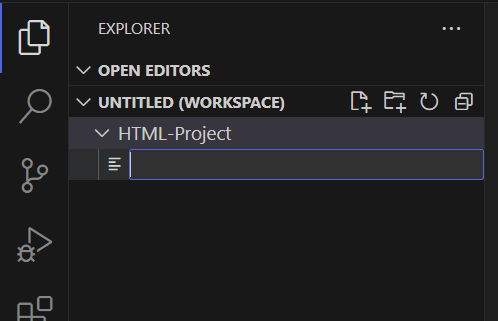 EXPLORER
OPEN EDITORS
UNTITLED (WORKSPACE)
HTML-Project